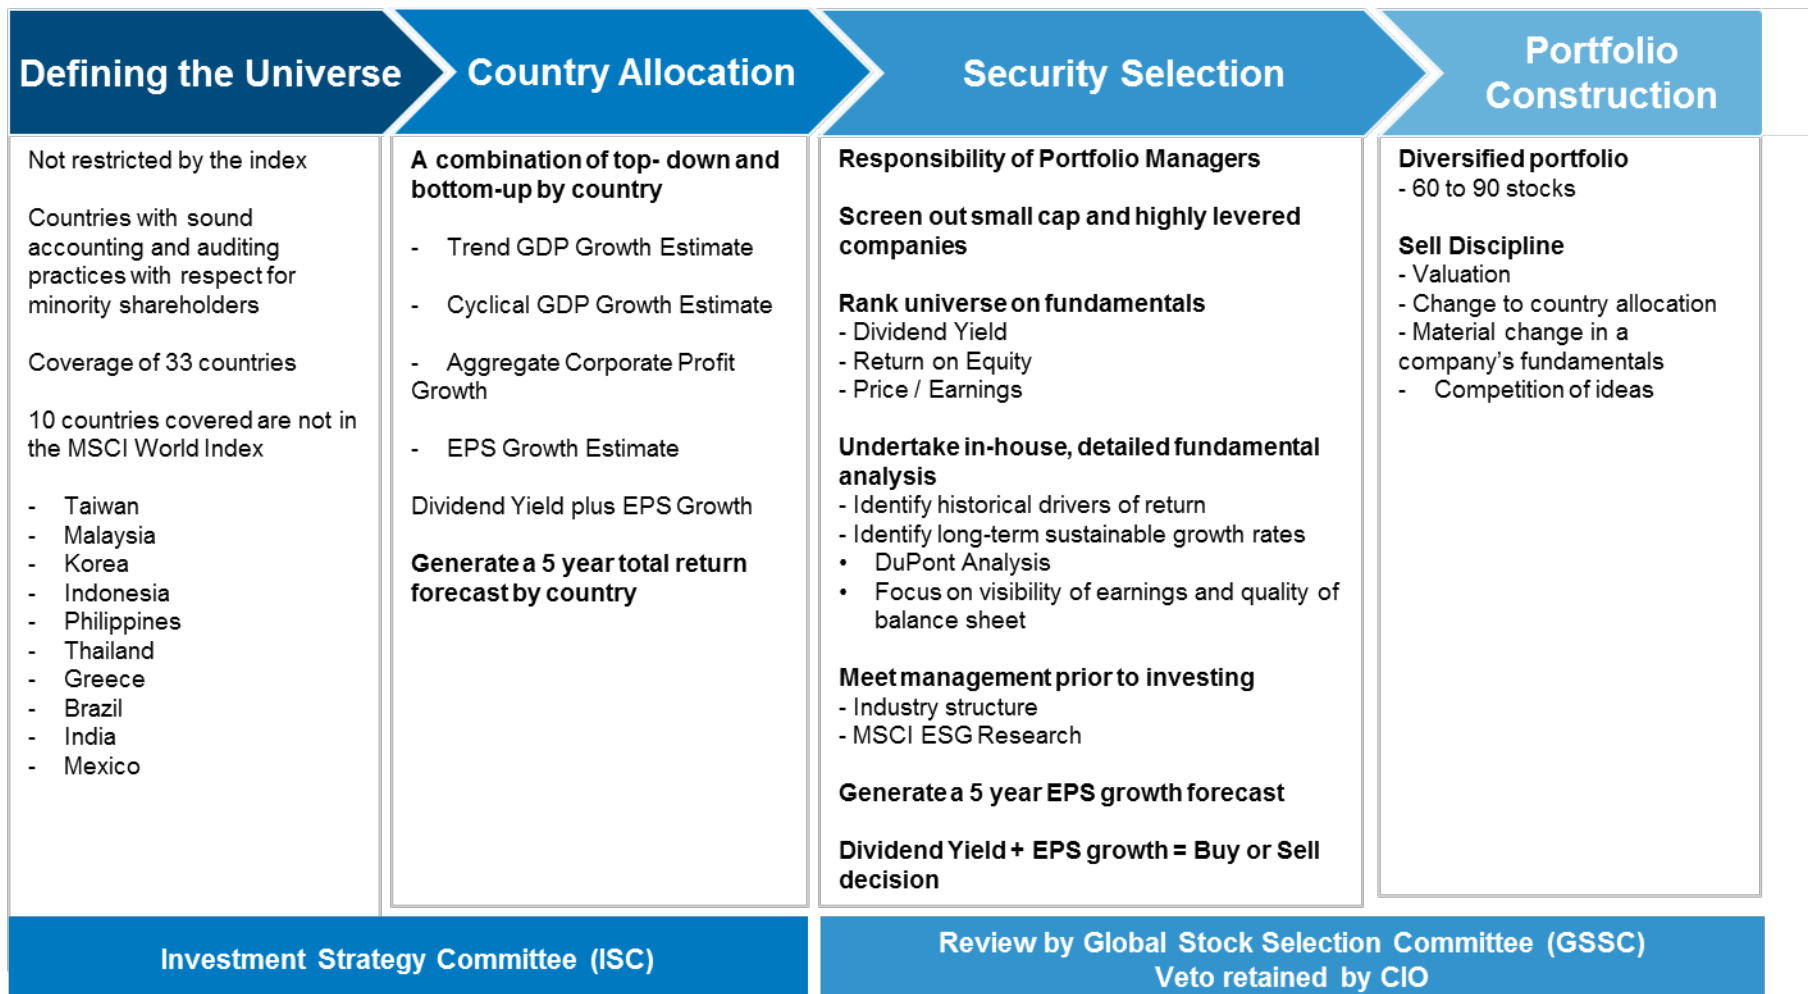 Defining the Universe
Country Allocation
Security Selection
Portfolio
Construction
Not restricted by the index
Countries with sound
accounting and auditing
practices with respect for
minority shareholders
Coverage of 33 countries
10 countries covered are not in
the MSCI World Index
- Taiwan
- Malaysia
- Korea
- Indonesia
- Philippines
- Thailand
- Greece
- Brazil
- India
- Mexico
A combination of top- down and
bottom-up by country
- Trend GDP Growth Estimate
- Cyclical GDP Growth Estimate
- Aggregate Corporate Profit
Growth
- EPS Growth Estimate
Dividend Yield plus EPS Growth
Generate a 5 year total return
forecast by country
Responsibility of Portfolio Managers
Screen out small cap and highly levered
companies
Rank universe on fundamentals
- Dividend Yield
- Return on Equity
- Price / Earnings
Undertake in-house, detailed fundamental
analysis
- Identify historical drivers of return
- Identify long-term sustainable growth rates
• DuPont Analysis
• Focus on visibility of earnings and quality of
balance sheet
Meet management prior to investing
- Industry structure
- MSCI ESG Research
Generate a 5 year EPS growth forecast
Dividend Yield + EPS growth = Buy or Sell
decision
Diversified portfolio
- 60 to 90 stocks
Sell Discipline
- Valuation
- Change to country allocation
- Material change in a
company's fundamentals
- Competition of ideas
Investment Strategy Committee (ISC)
Review by Global Stock Selection Committee (GSSC)
Veto retained by CIO